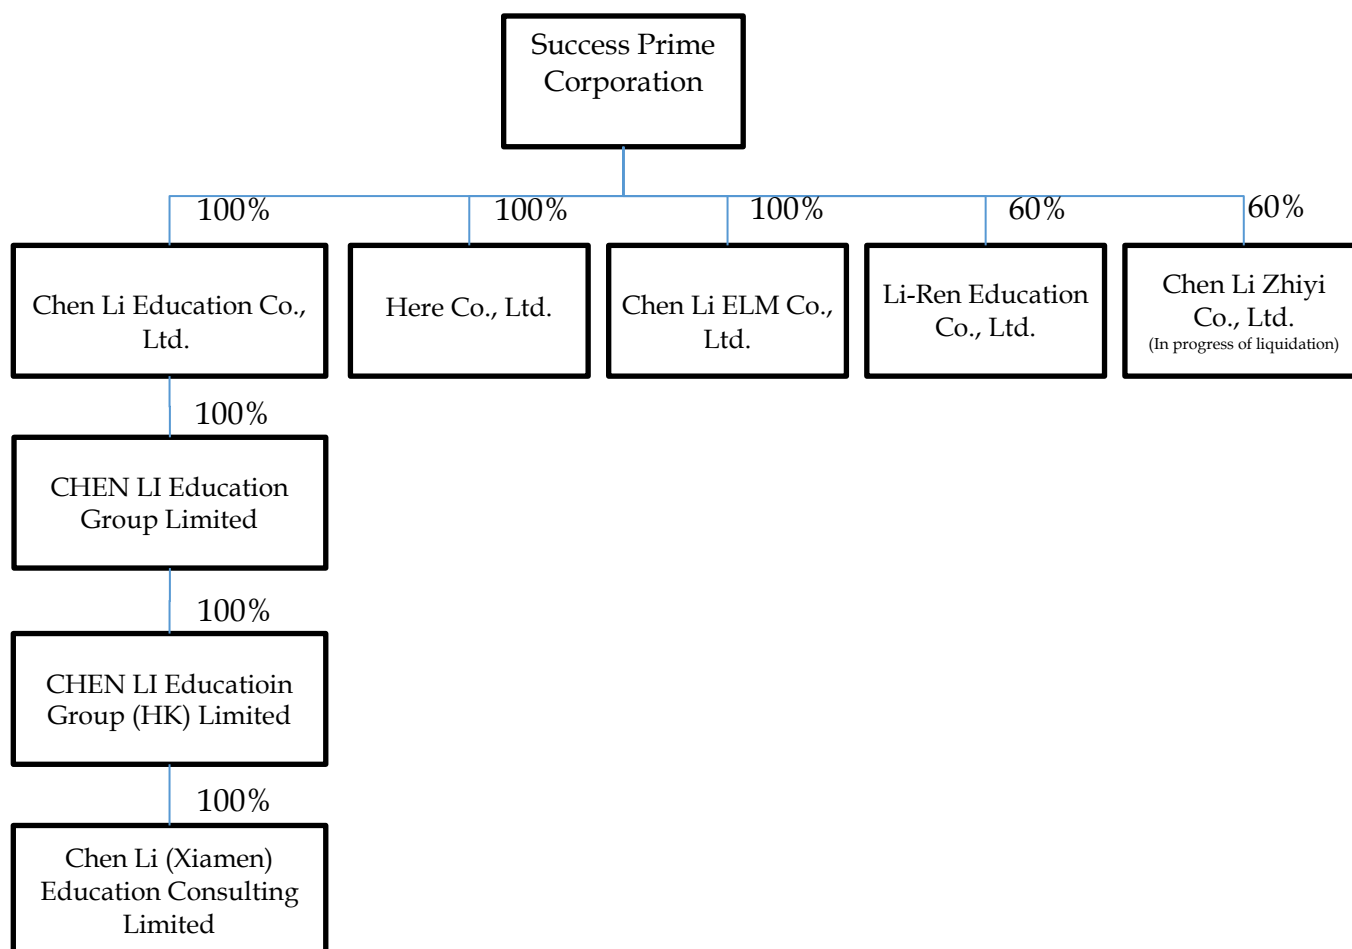 Success Prime
Corporation
100%
100%
100%
60%
60%
Chen Li Education Co.,
Ltd.
Here Co., Ltd.
Chen Li ELM Co.,
Ltd.
Li-Ren Education
Co., Ltd.
Chen Li Zhiyi
Co., Ltd.
(In progress of liquidation)
100%
CHEN LI Education
Group Limited
100%
CHEN LI Educatioin
Group (HK) Limited
100%
Chen Li (Xiamen)
Education Consulting
Limited